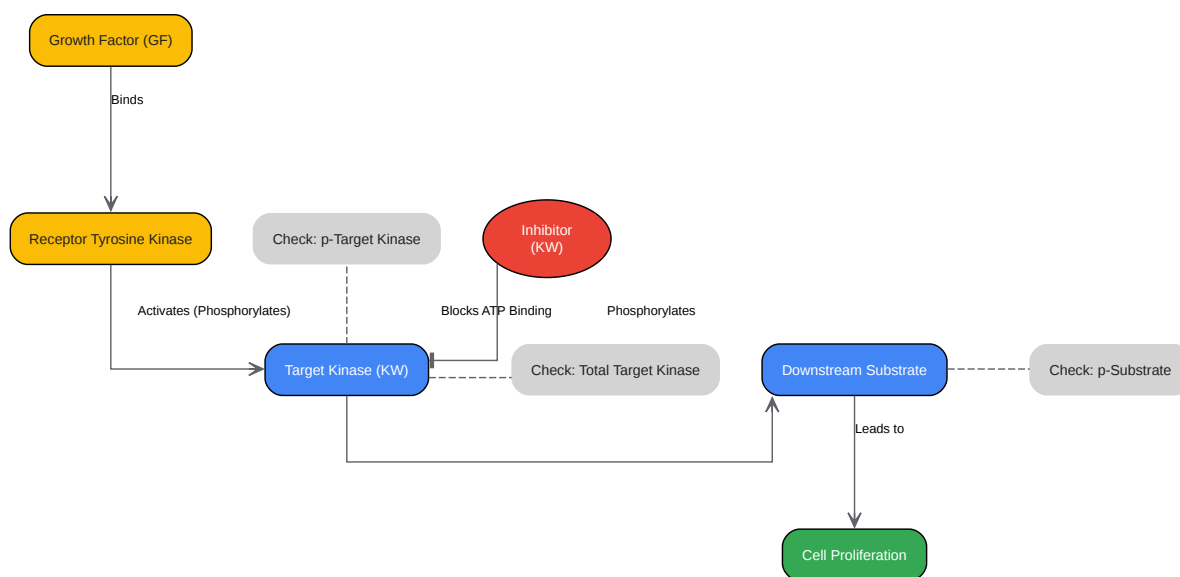 Growth Factor (GF)
Binds
Receptor Tyrosine Kinase
Check: p-Target Kinase
Inhibitor
(KW)
Activates (Phosphorylates)
Blocks ATP Binding
Phosphorylates
Target Kinase (KW)
Check: Total Target Kinase
Downstream Substrate
Check: p-Substrate
Leads to
Cell Proliferation